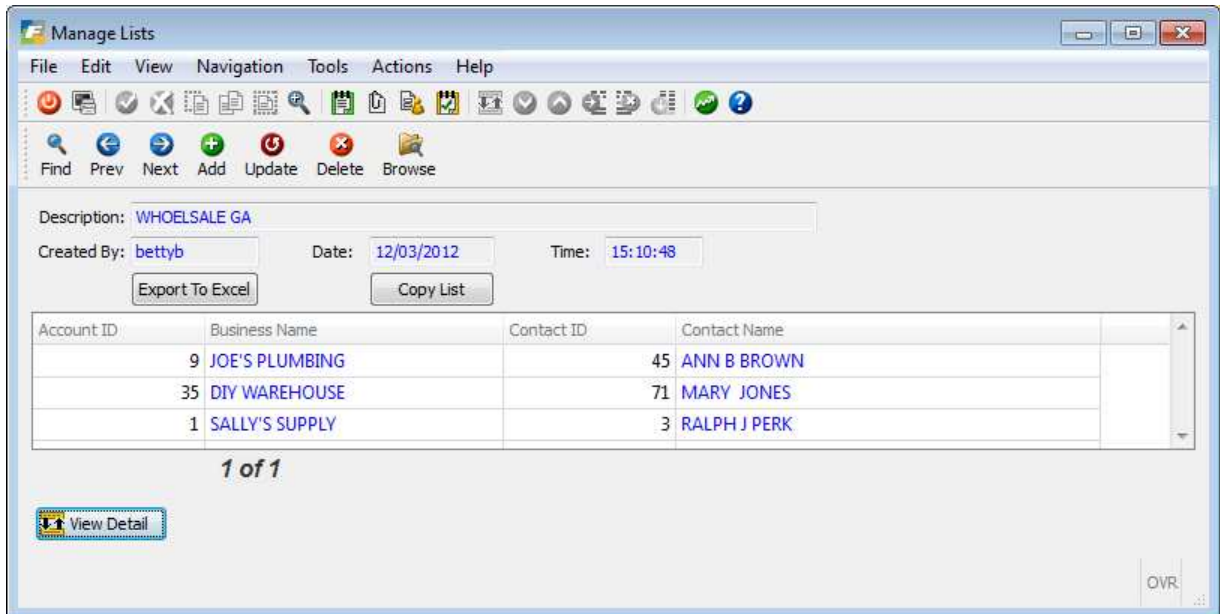 Manage Lists
File Edit View Navigation Tools Actions Help
Find Prev Next Add Update Delete Browse
Description: WHOELSALE GA
Created By: bettyb Date: 12/03/2012 Time: 15:10:48
Export To Excel Copy List
Account ID Business Name Contact ID Contact Name
9 JOE'S PLUMBING 45 ANN B BROWN
35 DIY WAREHOUSE 71 MARY JONES
1 SALLY'S SUPPLY 3 RALPH J PERK
1 of 1
View Detail
OVR